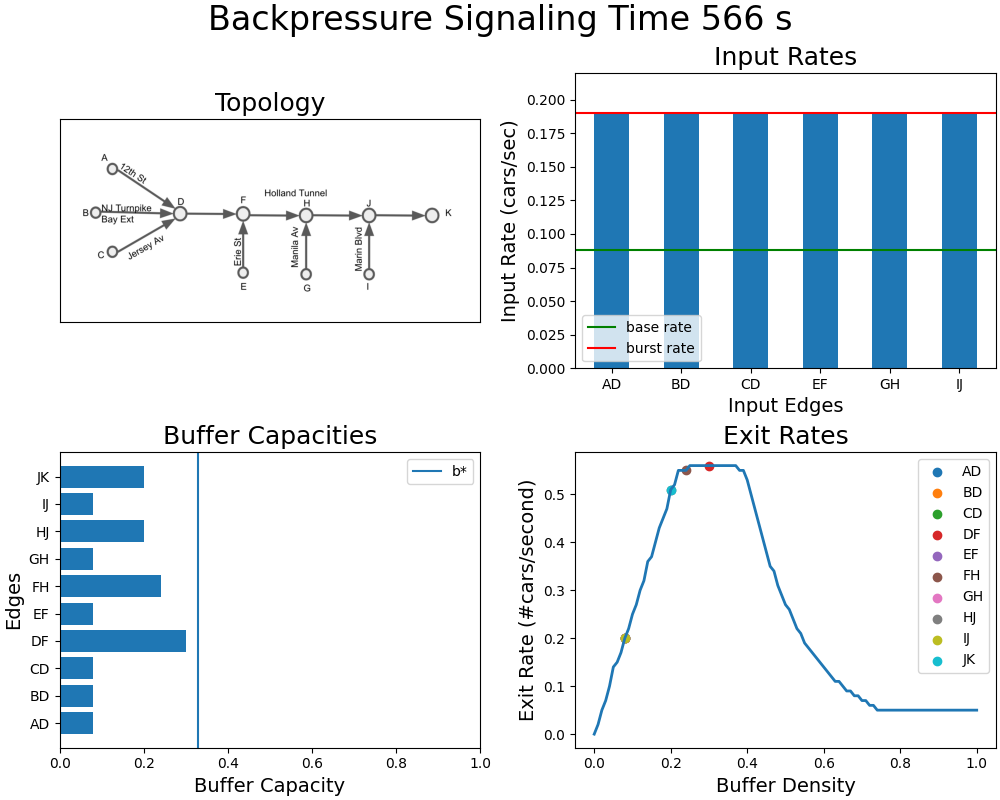 Backpressure Signaling Time 566 s
Topology
A
12th St
B
NJ Turnpike
Bay Ext
C
Jersey Av
D
F
Holland Tunnel
H
J
K
Erie St
Manila Av
Marin Blvd
E
G
I
Input Rates
Input Rate (cars/sec)
0.200
0.175
0.150
0.125
0.100
0.075
0.050
0.025
0.000
base rate
burst rate
AD BD CD EF GH IJ
Input Edges
Buffer Capacities
Edges
JK
IJ
HJ
GH
FH
EF
DF
CD
BD
AD
b*
0.0 0.2 0.4 0.6 0.8 1.0
Buffer Capacity
Exit Rates
Exit Rate (#cars/second)
0.5
0.4
0.3
0.2
0.1
0.0
AD
BD
CD
DF
EF
FH
GH
HJ
IJ
JK
0.0 0.2 0.4 0.6 0.8 1.0
Buffer Density